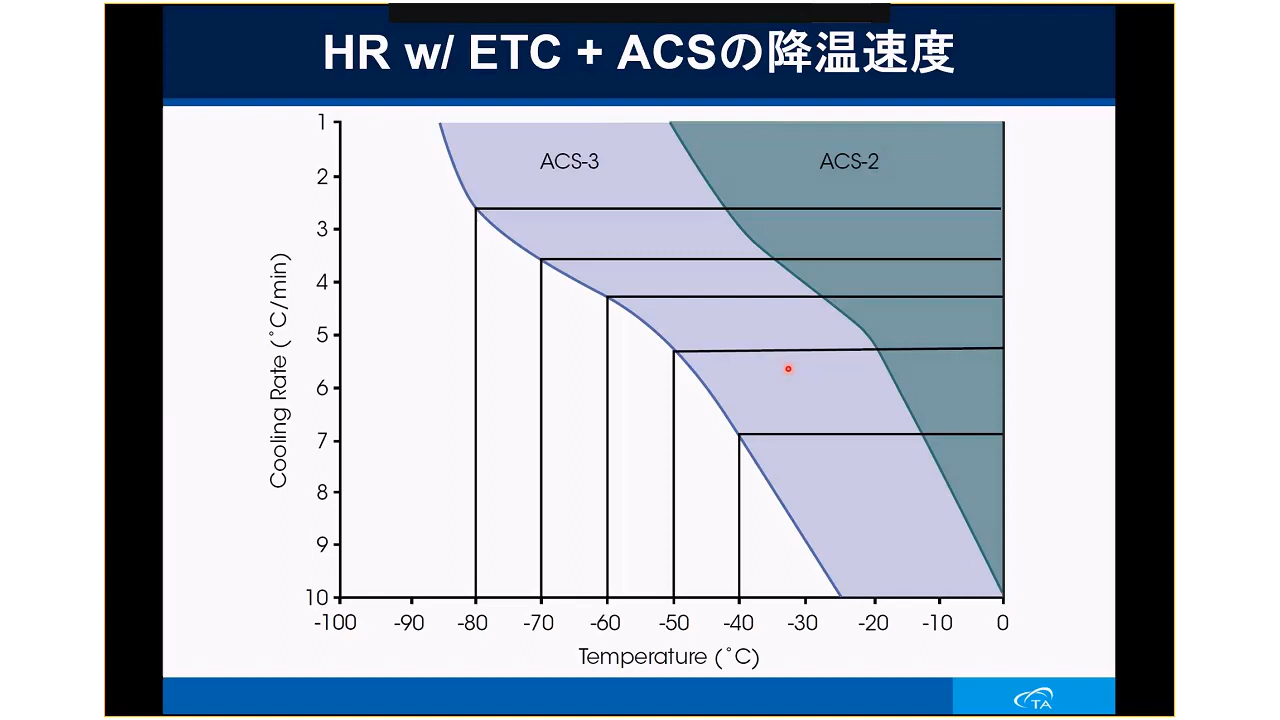 HR w/ ETC + ACSの降温速度
1
2
3
4
5
6
7
8
9
10
Cooling Rate (˚C/min)
ACS-3
ACS-2
-100 -90 -80 -70 -60 -50 -40 -30 -20 -10 0
Temperature (˚C)
TA